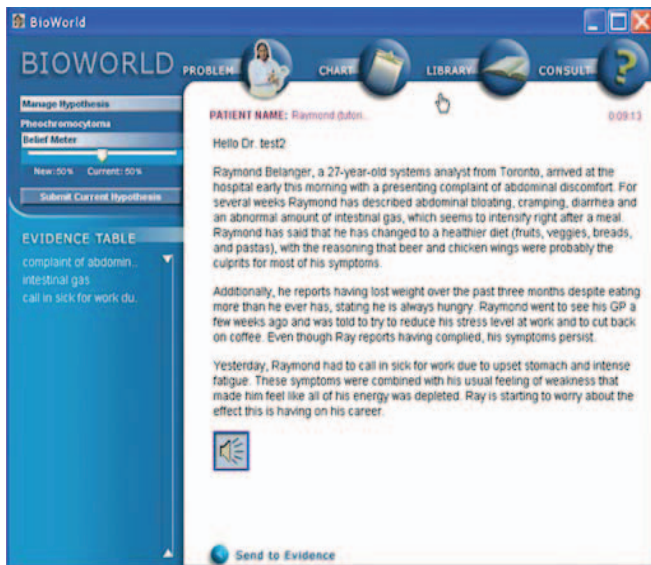 BioWorld
BIOWORLD
PROBLEM
CHART
LIBRARY
CONSULT
?
Manage Hypothesis
Pheochromocytoma
Belief Meter
New:50% Current: 50%
Submit Current Hypothesis
EVIDENCE TABLE
complaint of abdomin..
intestinal gas
call in sick for work du.
PATIENT NAME: Raymond (tutori... 0:09:13
Hello Dr. test2
Raymond Belanger, a 27-year-old systems analyst from Toronto, arrived at the
hospital early this morning with a presenting complaint of abdominal discomfort. For
several weeks Raymond has described abdominal bloating, cramping, diarrhea and
an abnormal amount of intestinal gas, which seems to intensify right after a meal.
Raymond has said that he has changed to a healthier diet (fruits, veggies, breads,
and pastas), with the reasoning that beer and chicken wings were probably the
culprits for most of his symptoms.
Additionally, he reports having lost weight over the past three months despite eating
more than he ever has, stating he is always hungry. Raymond went to see his GP a
few weeks ago and was told to try to reduce his stress level at work and to cut back
on coffee. Even though Ray reports having complied, his symptoms persist.
Yesterday, Raymond had to call in sick for work due to upset stomach and intense
fatigue. These symptoms were combined with his usual feeling of weakness that
made him feel like all of his energy was depleted. Ray is starting to worry about the
effect this is having on his career.
Send to Evidence